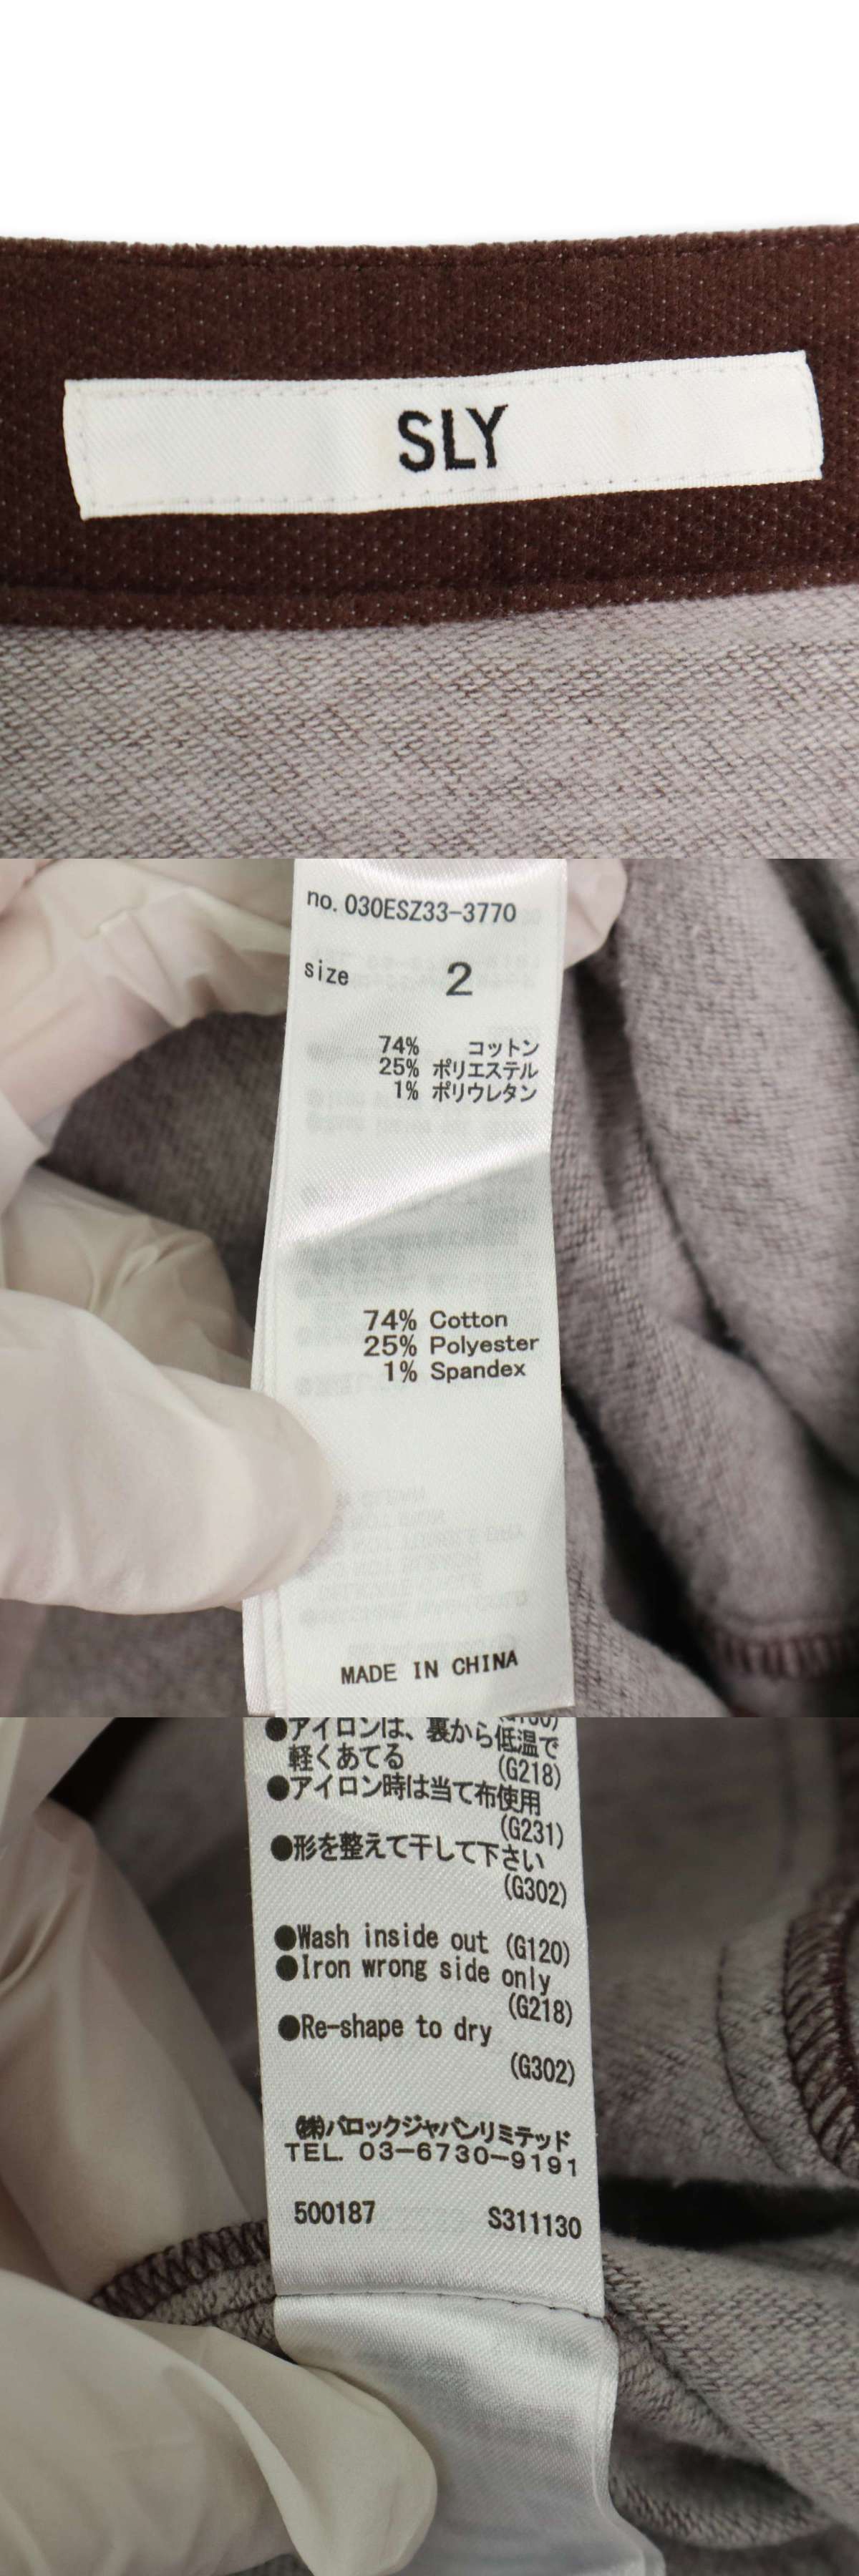 SLY
no. 030ESZ33-3770
size 2
74% コットン
25% ポリエステル
1% ポリウレタン
74% Cotton
25% Polyester
1% Spandex
MADE IN CHINA
●アイロンは、裏から低温で
軽くあてる (G218)
●アイロン時は当て布使用
(G231)
●形を整えて干して下さい
(G302)
●Wash inside out (G120)
●Iron wrong side only
(G218)
●Re-shape to dry
(G302)
㈱バロックジャパンリミテッド
TEL. 03-6730-9191
500187 S311130